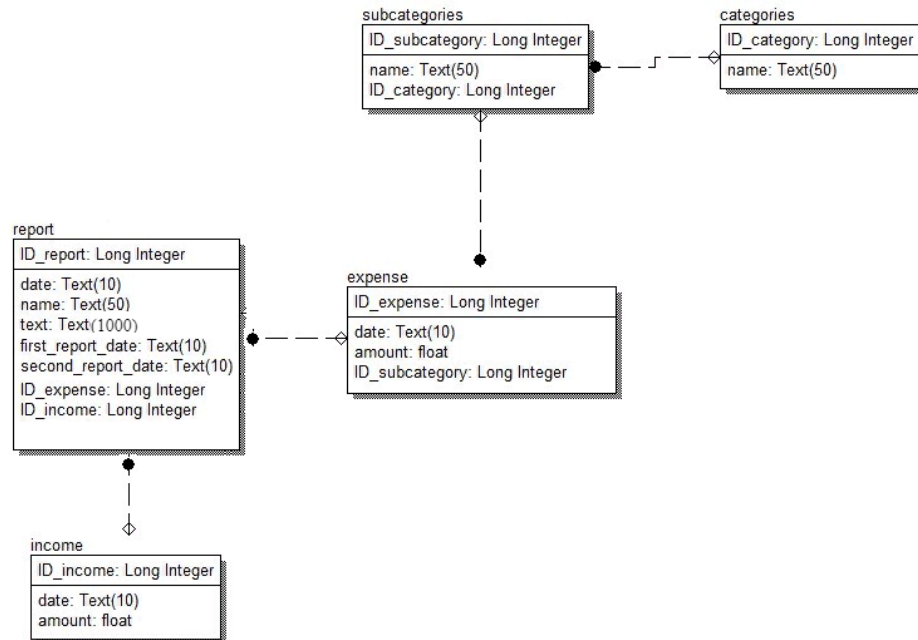 subcategories
ID_subcategory: Long Integer
name: Text(50)
ID_category: Long Integer
categories
ID_category: Long Integer
name: Text(50)
report
ID_report: Long Integer
date: Text(10)
name: Text(50)
text: Text(1000)
first_report_date: Text(10)
second_report_date: Text(10)
ID_expense: Long Integer
ID_income: Long Integer
expense
ID_expense: Long Integer
date: Text(10)
amount: float
ID_subcategory: Long Integer
income
ID_income: Long Integer
date: Text(10)
amount: float